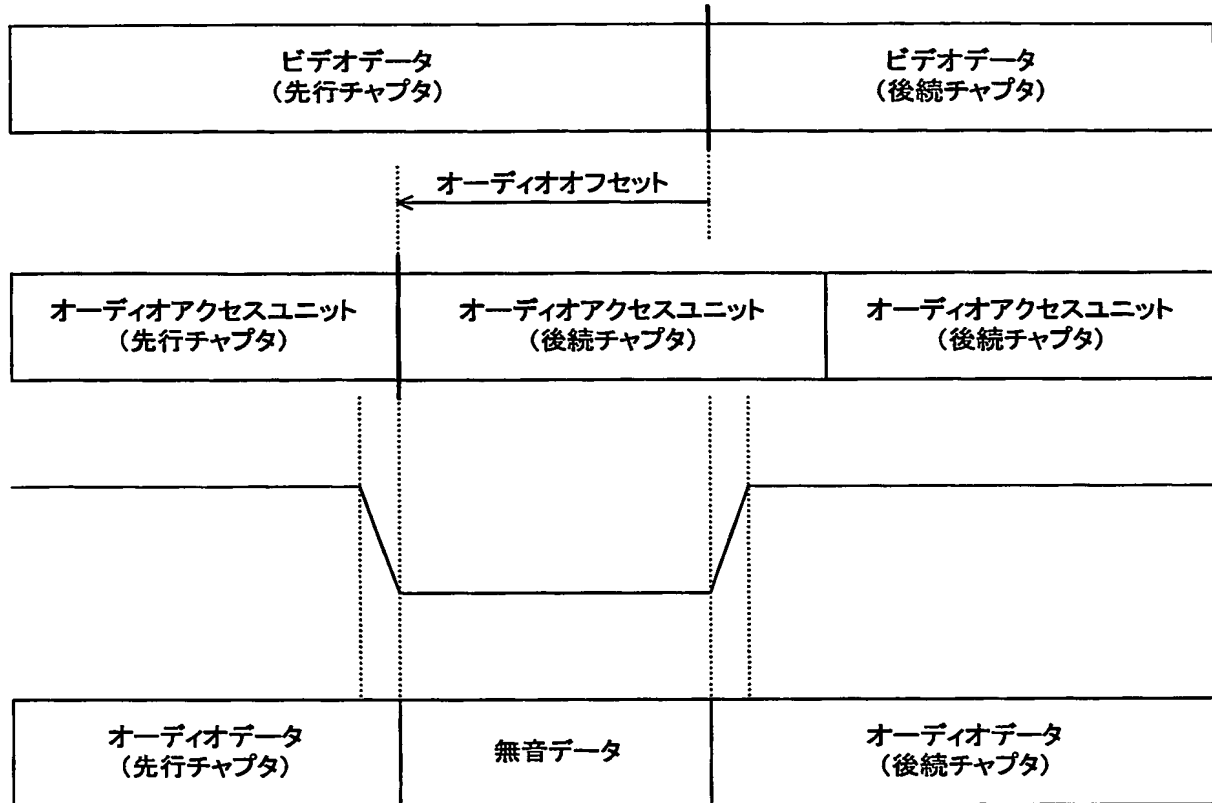 ビデオデータ
(先行チャプタ)
ビデオデータ
(後続チャプタ)
オーディオオフセット
オーディオアクセスユニット
(先行チャプタ)
オーディオアクセスユニット
(後続チャプタ)
オーディオアクセスユニット
(後続チャプタ)
オーディオデータ
(先行チャプタ)
無音データ
オーディオデータ
(後続チャプタ)